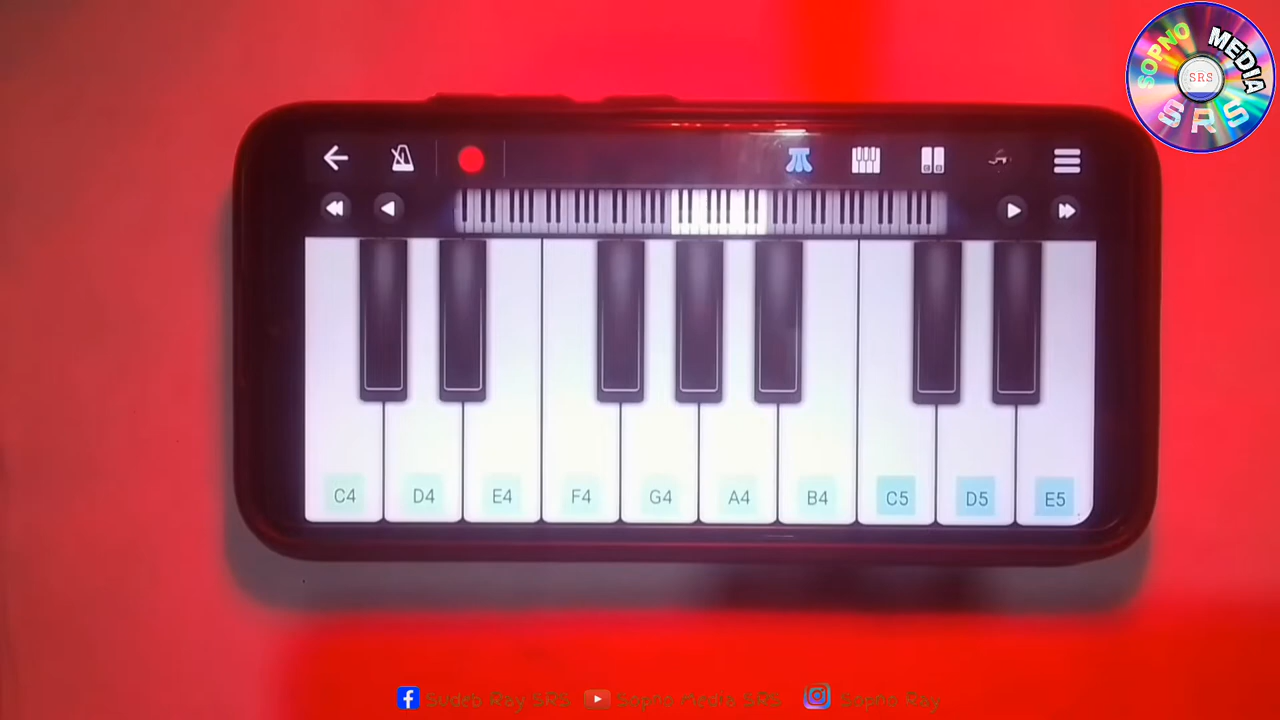 SOPNO MEDIA
SRS
SRS
C4 D4 E4 F4 G4 A4 B4 C5 D5 E5
Sudeb Ray SRS Sopno Media SRS Sopno Ray